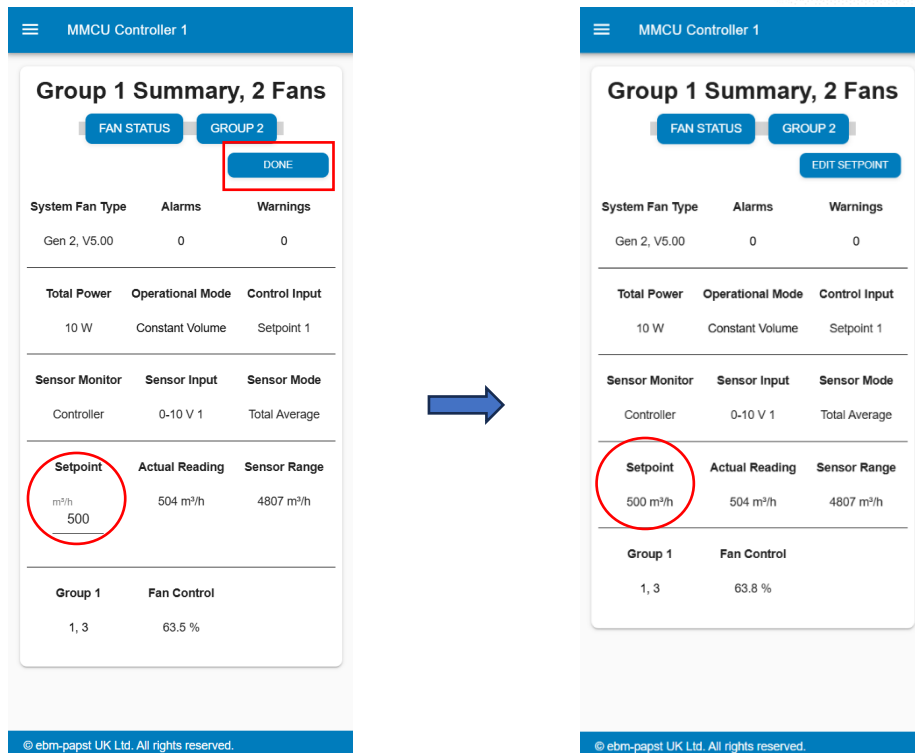 MMCU Controller 1
Group 1 Summary, 2 Fans
FAN STATUS GROUP 2
DONE
System Fan Type Alarms Warnings
Gen 2, V5.00 0 0
Total Power Operational Mode Control Input
10 W Constant Volume Setpoint 1
Sensor Monitor Sensor Input Sensor Mode
Controller 0-10 V 1 Total Average
Setpoint Actual Reading Sensor Range
m³/h 504 m³/h 4807 m³/h
500
Group 1 Fan Control
1, 3 63.5 %
© ebm-papst UK Ltd. All rights reserved.
MMCU Controller 1
Group 1 Summary, 2 Fans
FAN STATUS GROUP 2
EDIT SETPOINT
System Fan Type Alarms Warnings
Gen 2, V5.00 0 0
Total Power Operational Mode Control Input
10 W Constant Volume Setpoint 1
Sensor Monitor Sensor Input Sensor Mode
Controller 0-10 V 1 Total Average
Setpoint Actual Reading Sensor Range
500 m³/h 504 m³/h 4807 m³/h
Group 1 Fan Control
1, 3 63.8 %
© ebm-papst UK Ltd. All rights reserved.